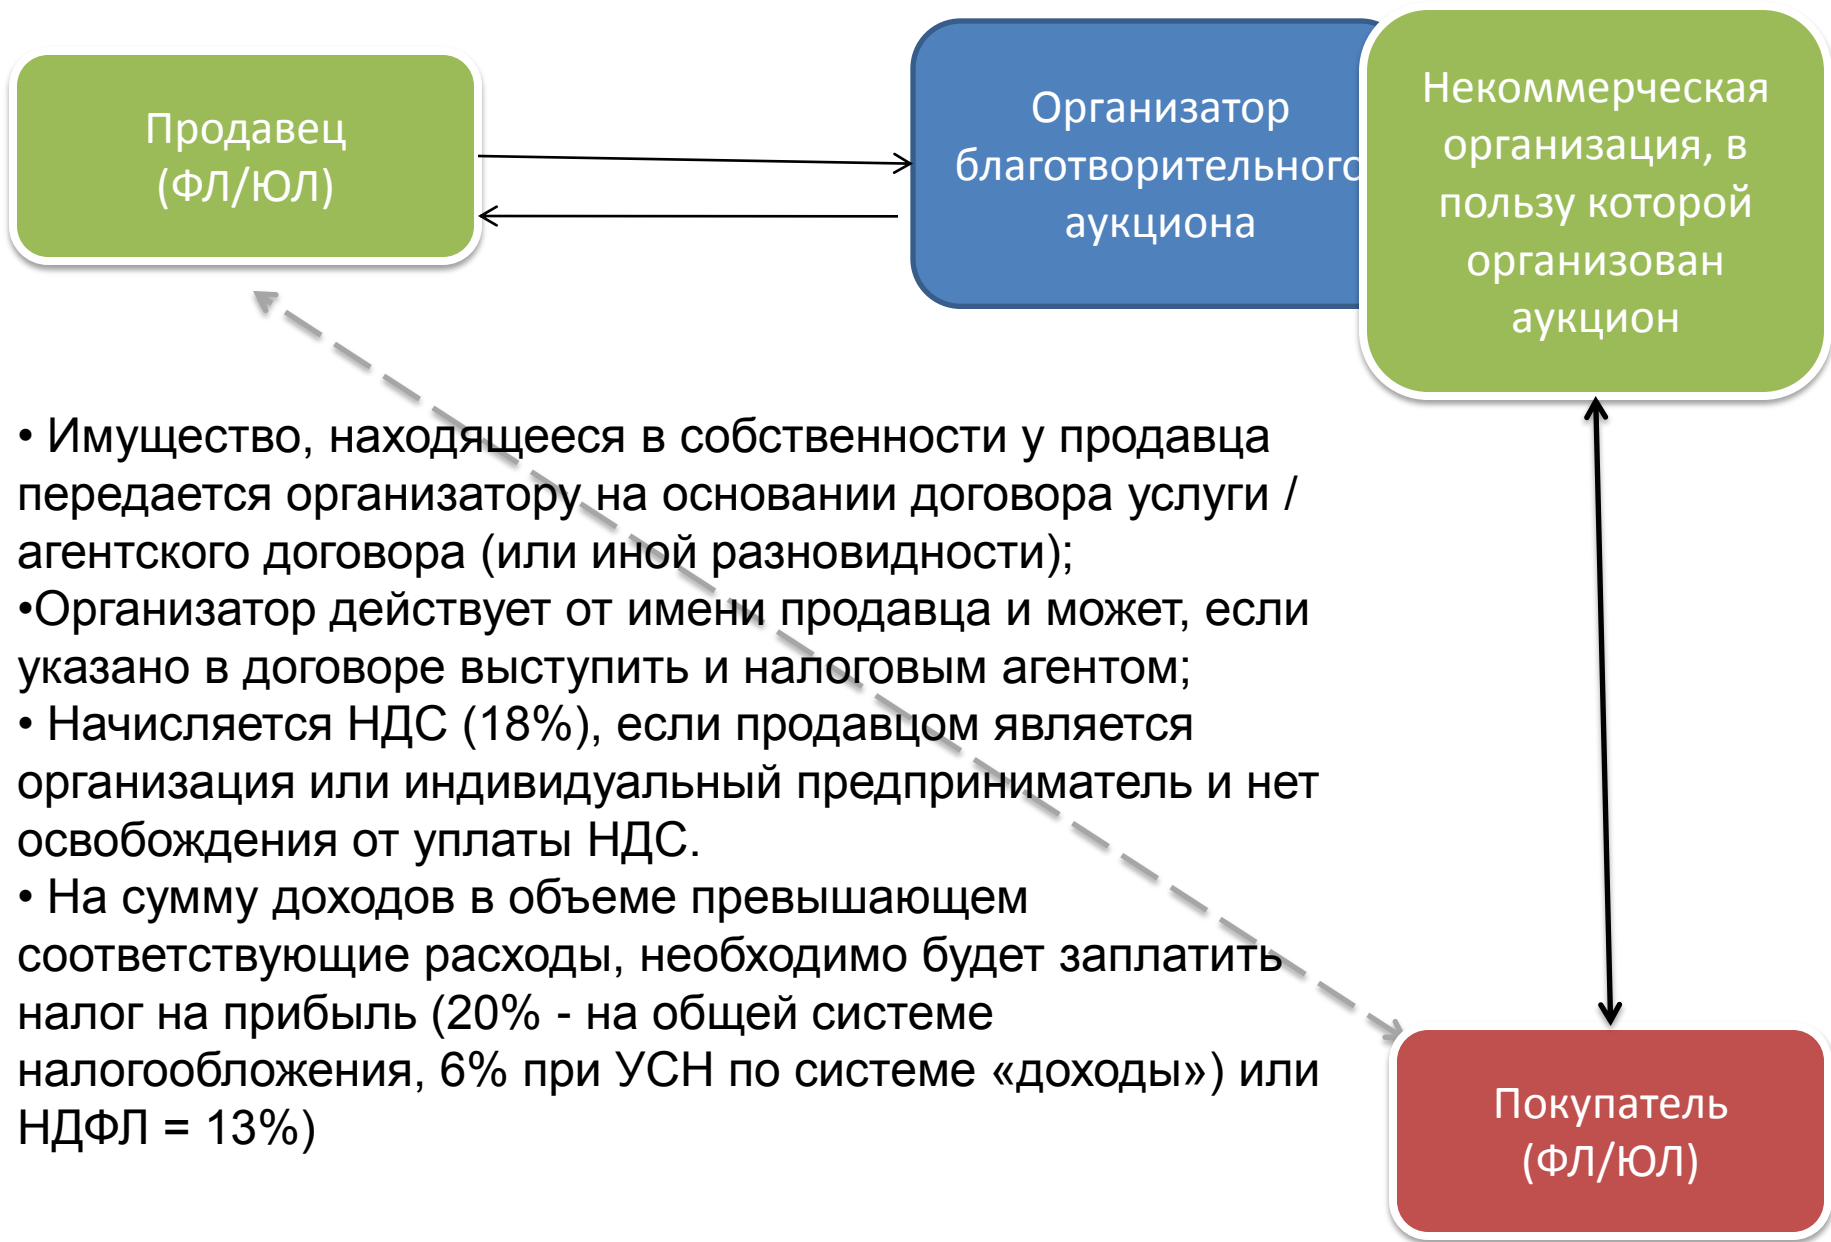 Продавец
(ФЛ/ЮЛ)
Организатор
благотворительного
аукциона
Некоммерческая
организация, в
пользу которой
организован
аукцион
• Имущество, находящееся в собственности у продавца
передается организатору на основании договора услуги /
агентского договора (или иной разновидности);
•Организатор действует от имени продавца и может, если
указано в договоре выступить и налоговым агентом;
• Начисляется НДС (18%), если продавцом является
организация или индивидуальный предприниматель и нет
освобождения от уплаты НДС.
• На сумму доходов в объеме превышающем
соответствующие расходы, необходимо будет заплатить
налог на прибыль (20% - на общей системе
налогообложения, 6% при УСН по системе «доходы») или
НДФЛ = 13%)
Покупатель
(ФЛ/ЮЛ)